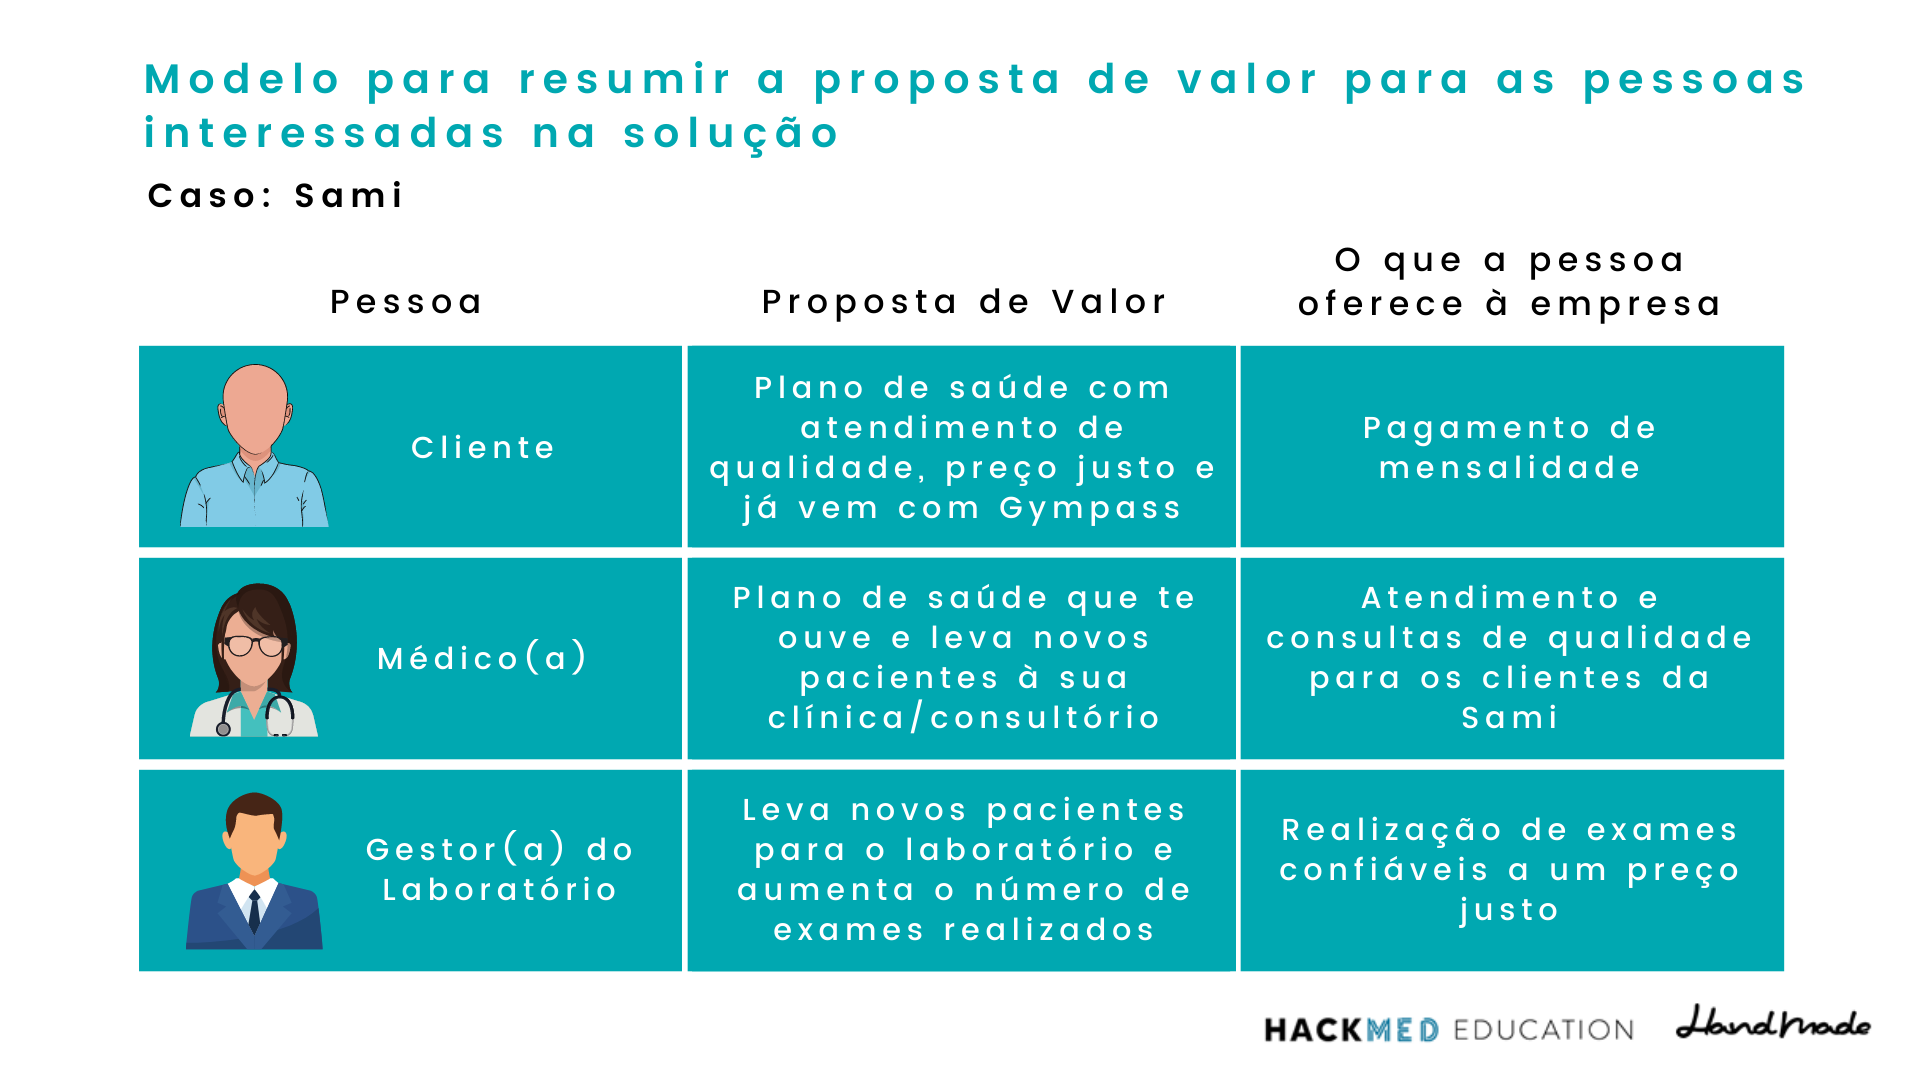 Modelo para resumir a proposta de valor para as pessoas
interessadas na solução
Caso: Sami
Pessoa
Proposta de Valor
O que a pessoa
oferece à empresa
Cliente
Plano de saúde com
atendimento de
qualidade, preço justo e
já vem com Gympass
Pagamento de
mensalidade
Médico(a)
Plano de saúde que te
ouve e leva novos
pacientes à sua
clínica/consultório
Atendimento e
consultas de qualidade
para os clientes da
Sami
Gestor(a) do
Laboratório
Leva novos pacientes
para o laboratório e
aumenta o número de
exames realizados
Realização de exames
confiáveis a um preço
justo
HACKMED EDUCATION
HandMade